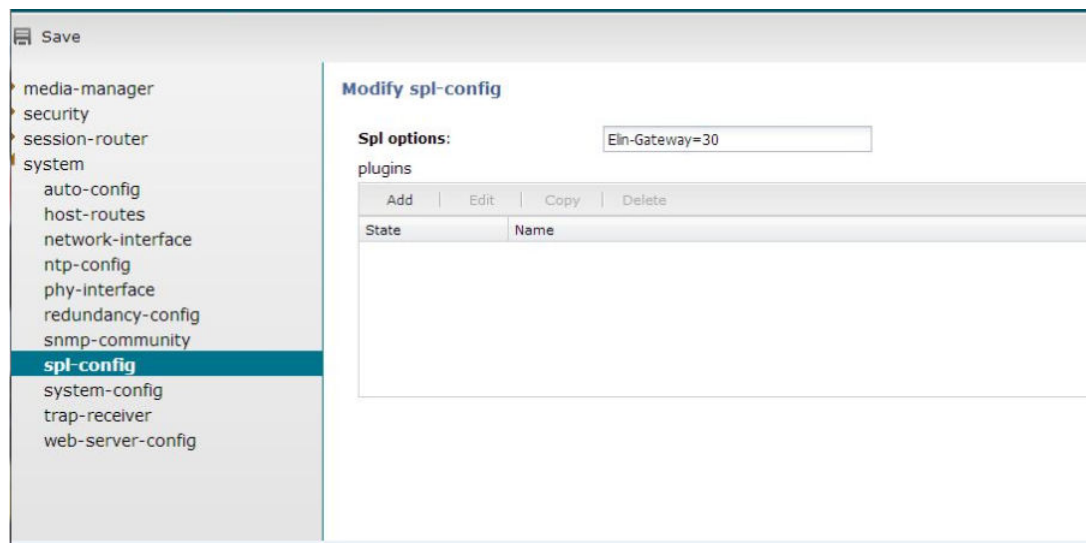 Save
media-manager
security
session-router
system
auto-config
host-routes
network-interface
ntp-config
phy-interface
redundancy-config
snmp-community
spl-config
system-config
trap-receiver
web-server-config
Modify spl-config
Spl options: Elin-Gateway=30
plugins
Add Edit Copy Delete
State Name